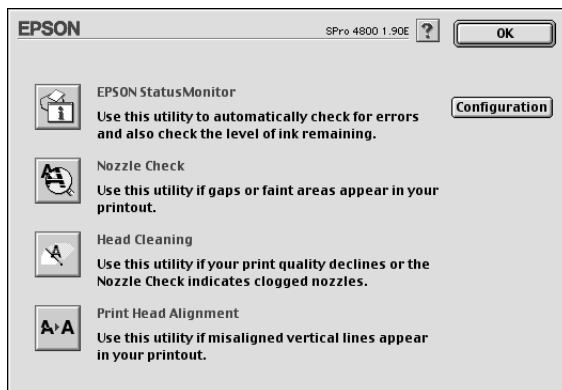 EPSON
SPro 4800 1.90E
?
OK
EPSON StatusMonitor
Use this utility to automatically check for errors
and also check the level of ink remaining.
Configuration
Nozzle Check
Use this utility if gaps or faint areas appear in your
printout.
Head Cleaning
Use this utility if your print quality declines or the
Nozzle Check indicates clogged nozzles.
A A
Print Head Alignment
Use this utility if misaligned vertical lines appear
in your printout.